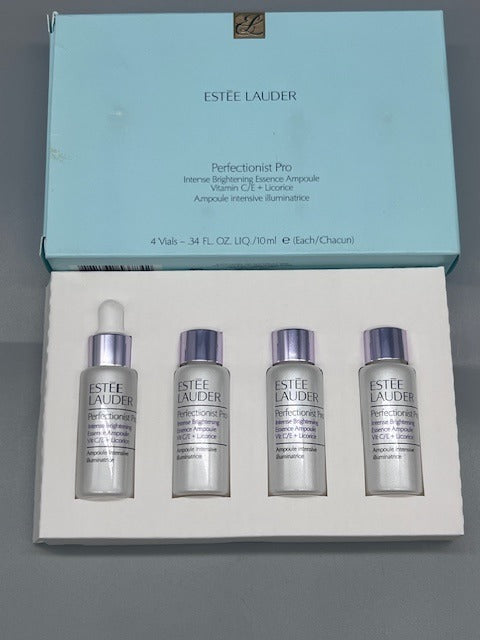 ESTĒE LAUDER
Perfectionist Pro
Intense Brightening Essence Ampoule
Vitamin C/E + Licorice
Ampoule intensive illuminatrice
4 Vials – .34 FL. OZ. LIQ./10 ml ℮ (Each/Chacun)
ESTĒE
LAUDER
Perfectionist Pro
Intense Brightening
Essence Ampoule
Vit C/E + Licorice
Ampoule intensive
illuminatrice
ESTĒE
LAUDER
Perfectionist Pro
Intense Brightening
Essence Ampoule
Vit C/E + Licorice
Ampoule intensive
illuminatrice
ESTĒE
LAUDER
Perfectionist Pro
Intense Brightening
Essence Ampoule
Vit C/E + Licorice
Ampoule intensive
illuminatrice
ESTĒE
LAUDER
Perfectionist Pro
Intense Brightening
Essence Ampoule
Vit C/E + Licorice
Ampoule intensive
illuminatrice